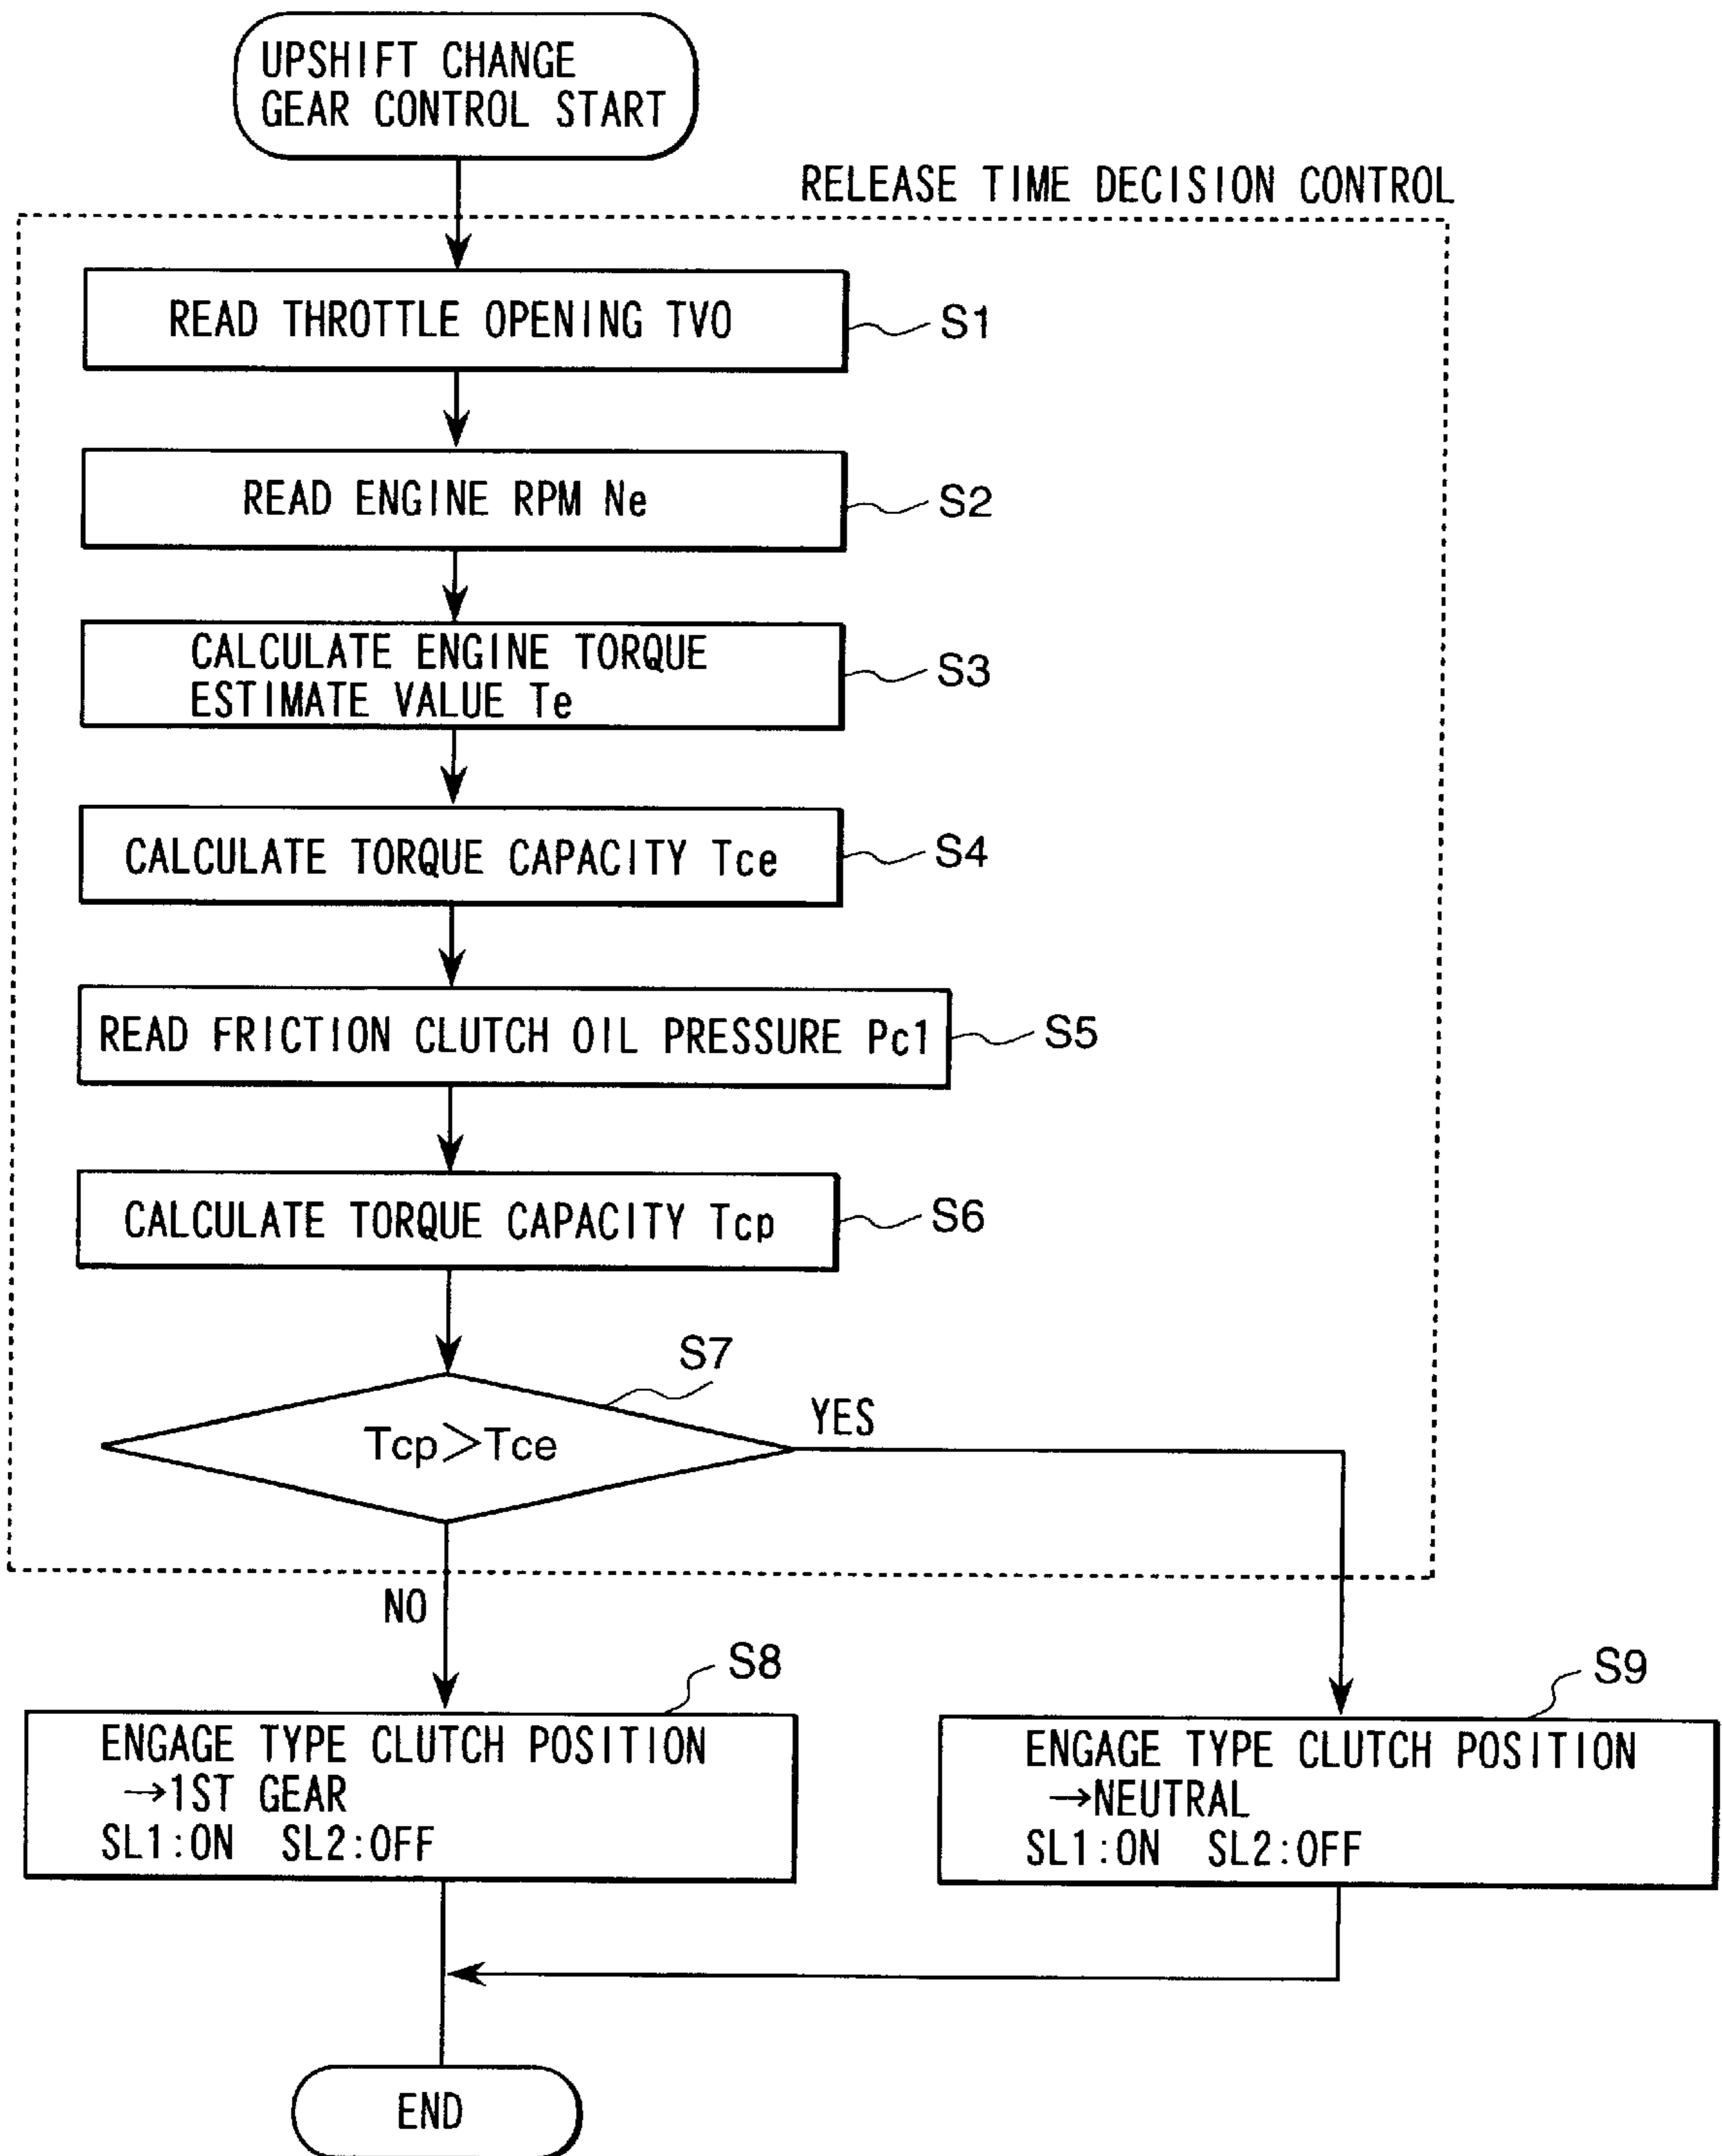 UPSHIFT CHANGE
GEAR CONTROL START
RELEASE TIME DECISION CONTROL
READ THROTTLE OPENING TVO
S1
READ ENGINE RPM Ne
S2
CALCULATE ENGINE TORQUE
ESTIMATE VALUE Te
S3
CALCULATE TORQUE CAPACITY Tce
S4
READ FRICTION CLUTCH OIL PRESSURE Pc1
S5
CALCULATE TORQUE CAPACITY Tcp
S6
S7
Tcp>Tce
YES
NO
S8
ENGAGE TYPE CLUTCH POSITION
→1ST GEAR
SL1:ON SL2:OFF
S9
ENGAGE TYPE CLUTCH POSITION
→NEUTRAL
SL1:ON SL2:OFF
END